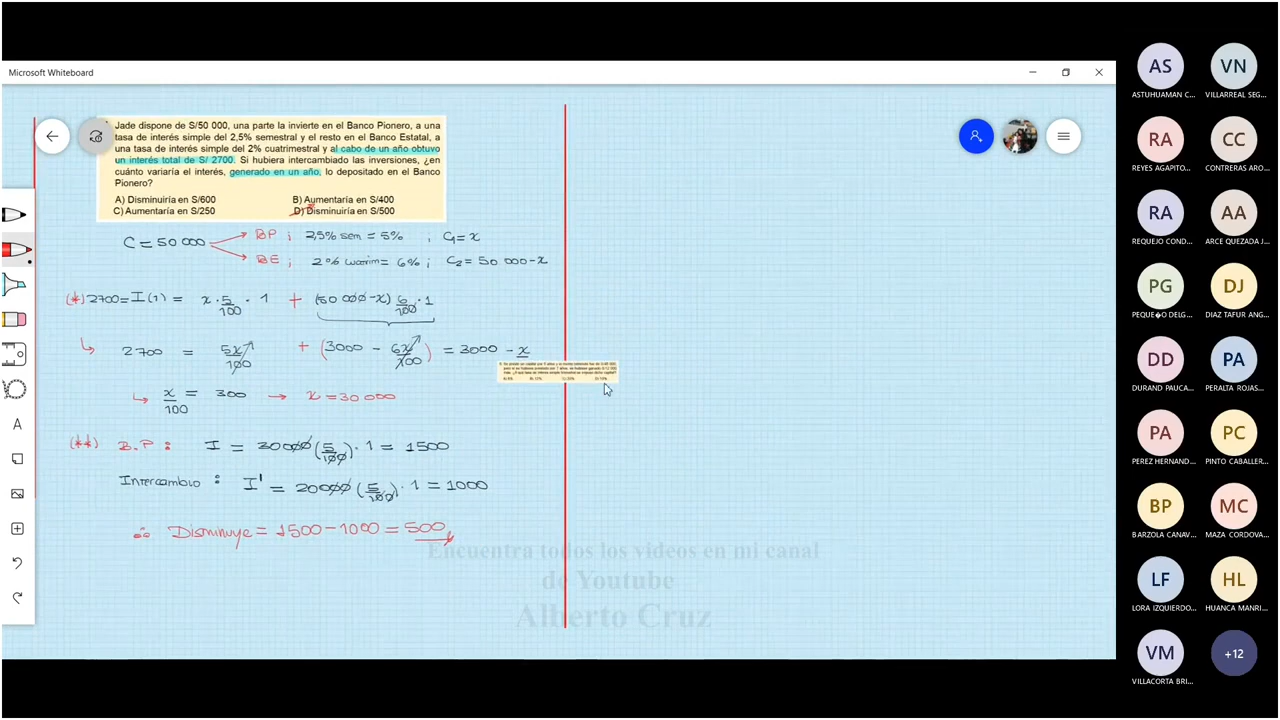 Microsoft Whiteboard
Jade dispone de S/50 000, una parte la invierte en el Banco Pionero, a una
tasa de interés simple del 2,5% semestral y el resto en el Banco Estatal, a
una tasa de interés simple del 2% cuatrimestral y al cabo de un año obtuvo
un interés total de S/ 2700. Si hubiera intercambiado las inversiones, ¿en
cuánto variaría el interés, generado en un año, lo depositado en el Banco
Pionero?
A) Disminuiría en S/600 B) Aumentaría en S/400
C) Aumentaría en S/250 D) Disminuiría en S/500
C = 50 000
BP ; 2,5% sem = 5% ; C₁ = x
BE ; 2% cuatrim = 6% ; C₂ = 50 000 - x
(*) 2700 = I(1) = x · 5/100 · 1 + (50 000 - x) 6/100 · 1
2700 = 5x/100 + (3000 - 6x/100) = 3000 - x
x/100 = 300 → x = 30 000
(**) B.P : I = 30000 (5/100) · 1 = 1500
Intercambio : I' = 20000 (5/100) · 1 = 1000
∴ Disminuye = 1500 - 1000 = 500
Encuentra todos los videos en mi canal
de Youtube
Alberto Cruz
AS VN
ASTUHUAMAN C... VILLARREAL SEG...
RA CC
REYES AGAPITO... CONTRERAS ARO...
RA AA
REQUEJO COND... ARCE QUEZADA J...
PG DJ
PEQUE�O DELG... DIAZ TAFUR ANG...
DD PA
DURAND PAUCA... PERALTA ROJAS...
PA PC
PEREZ HERNAND... PINTO CABALLER...
BP MC
BARZOLA CANAV... MAZA CORDOVA...
LF HL
LORA IZQUIERDO... HUANCA MANRI...
VM +12
VILLACORTA BRI...